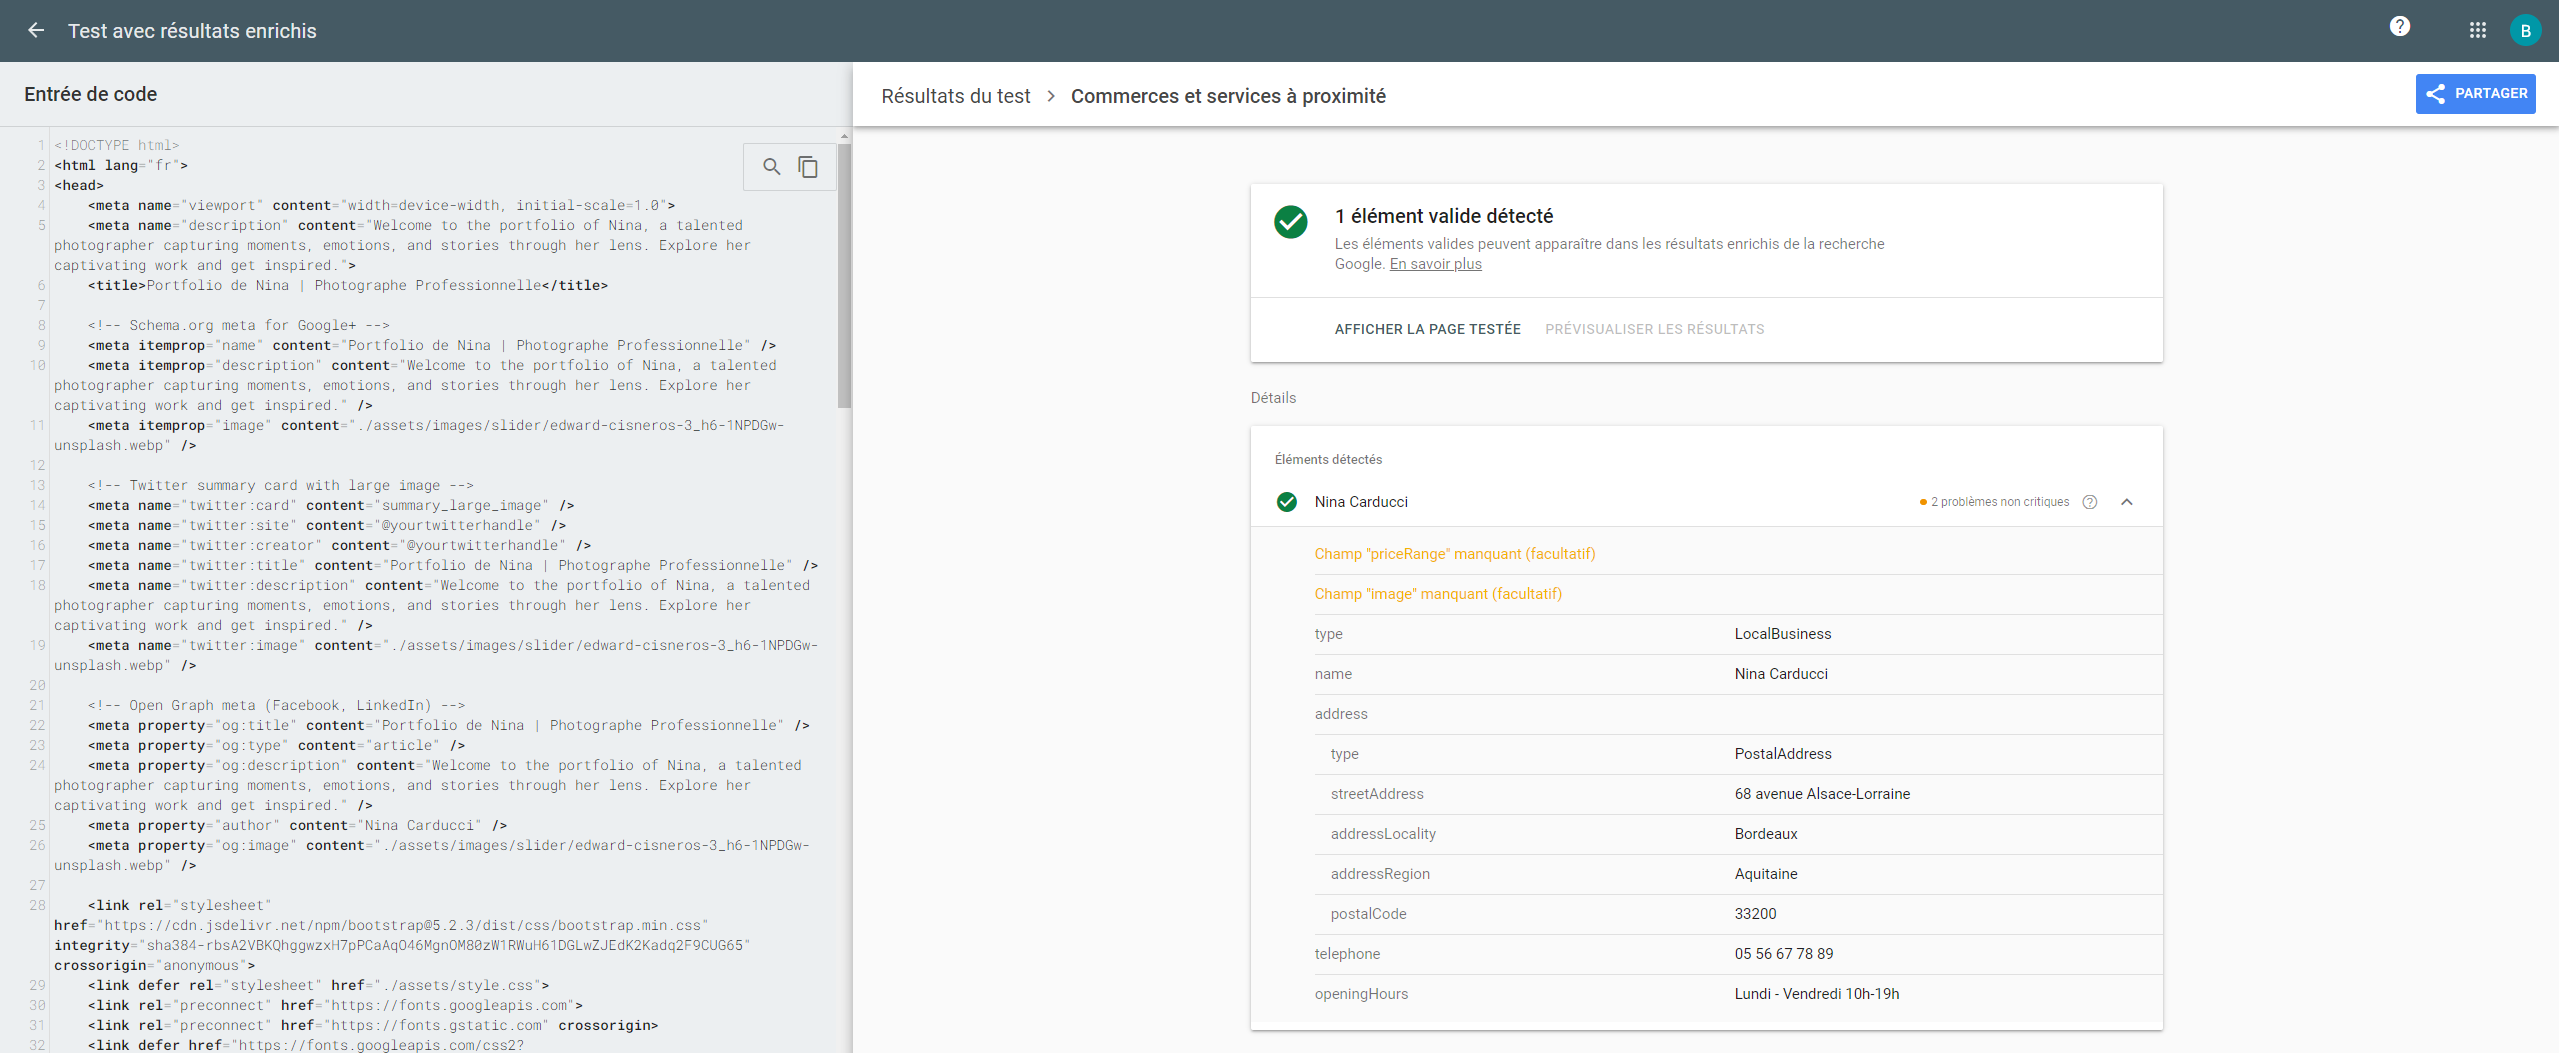 Test avec résultats enrichis
B
Entrée de code
1 <!DOCTYPE html>
2 <html lang="fr">
3 <head>
4 <meta name="viewport" content="width=device-width, initial-scale=1.0">
5 <meta name="description" content="Welcome to the portfolio of Nina, a talented
photographer capturing moments, emotions, and stories through her lens. Explore her
captivating work and get inspired.">
6 <title>Portfolio de Nina | Photographe Professionnelle</title>
7
8 <!-- Schema.org meta for Google+ -->
9 <meta itemprop="name" content="Portfolio de Nina | Photographe Professionnelle" />
10 <meta itemprop="description" content="Welcome to the portfolio of Nina, a talented
photographer capturing moments, emotions, and stories through her lens. Explore her
captivating work and get inspired." />
11 <meta itemprop="image" content="./assets/images/slider/edward-cisneros-3_h6-1NPDGw-
unsplash.webp" />
12
13 <!-- Twitter summary card with large image -->
14 <meta name="twitter:card" content="summary_large_image" />
15 <meta name="twitter:site" content="@yourtwitterhandle" />
16 <meta name="twitter:creator" content="@yourtwitterhandle" />
17 <meta name="twitter:title" content="Portfolio de Nina | Photographe Professionnelle" />
18 <meta name="twitter:description" content="Welcome to the portfolio of Nina, a talented
photographer capturing moments, emotions, and stories through her lens. Explore her
captivating work and get inspired." />
19 <meta name="twitter:image" content="./assets/images/slider/edward-cisneros-3_h6-1NPDGw-
unsplash.webp" />
20
21 <!-- Open Graph meta (Facebook, LinkedIn) -->
22 <meta property="og:title" content="Portfolio de Nina | Photographe Professionnelle" />
23 <meta property="og:type" content="article" />
24 <meta property="og:description" content="Welcome to the portfolio of Nina, a talented
photographer capturing moments, emotions, and stories through her lens. Explore her
captivating work and get inspired." />
25 <meta property="author" content="Nina Carducci" />
26 <meta property="og:image" content="./assets/images/slider/edward-cisneros-3_h6-1NPDGw-
unsplash.webp" />
27
28 <link rel="stylesheet"
href="https://cdn.jsdelivr.net/npm/bootstrap@5.2.3/dist/css/bootstrap.min.css"
integrity="sha384-rbsA2VBKQhggwzxH7pPCaAqO46MgnOM80zW1RWuH61DGLwZJEdK2Kadq2F9CUG65"
crossorigin="anonymous">
29 <link defer rel="stylesheet" href="./assets/style.css">
30 <link rel="preconnect" href="https://fonts.googleapis.com">
31 <link rel="preconnect" href="https://fonts.gstatic.com" crossorigin>
32 <link defer href="https://fonts.googleapis.com/css2?
Résultats du test > Commerces et services à proximité
PARTAGER
1 élément valide détecté
Les éléments valides peuvent apparaître dans les résultats enrichis de la recherche
Google. En savoir plus
AFFICHER LA PAGE TESTÉE PRÉVISUALISER LES RÉSULTATS
Détails
Éléments détectés
Nina Carducci 2 problèmes non critiques
Champ "priceRange" manquant (facultatif)
Champ "image" manquant (facultatif)
type LocalBusiness
name Nina Carducci
address
type PostalAddress
streetAddress 68 avenue Alsace-Lorraine
addressLocality Bordeaux
addressRegion Aquitaine
postalCode 33200
telephone 05 56 67 78 89
openingHours Lundi - Vendredi 10h-19h